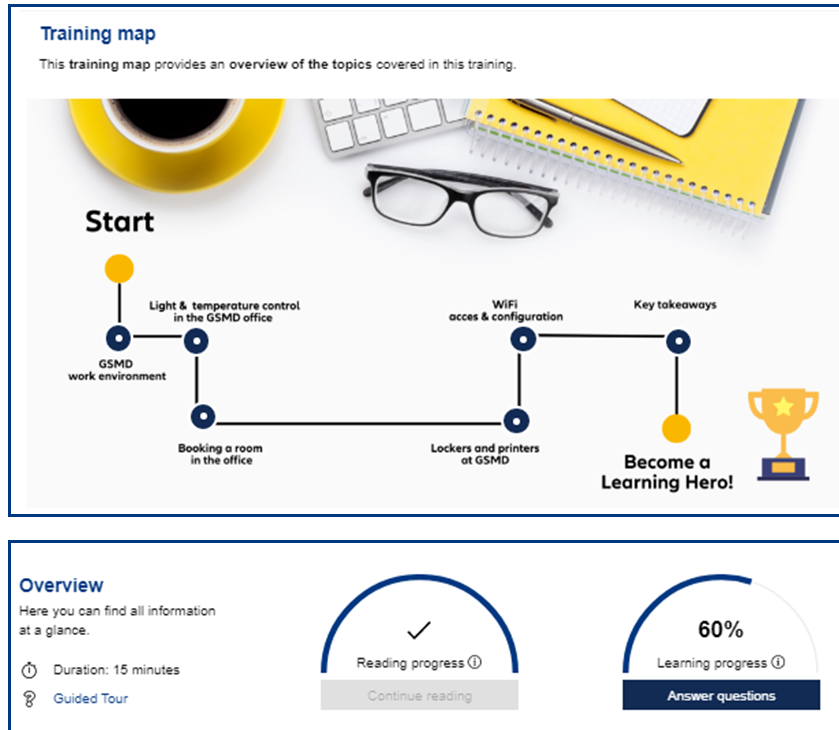 Training map
This training map provides an overview of the topics covered in this training.
Start
Light & temperature control
in the GSMD office
WiFi
acces & configuration
Key takeaways
GSMD
work environment
Booking a room
in the office
Lockers and printers
at GSMD
Become a
Learning Hero!
Overview
Here you can find all information
at a glance.
Duration: 15 minutes
Guided Tour
Reading progress
Continue reading
60%
Learning progress
Answer questions